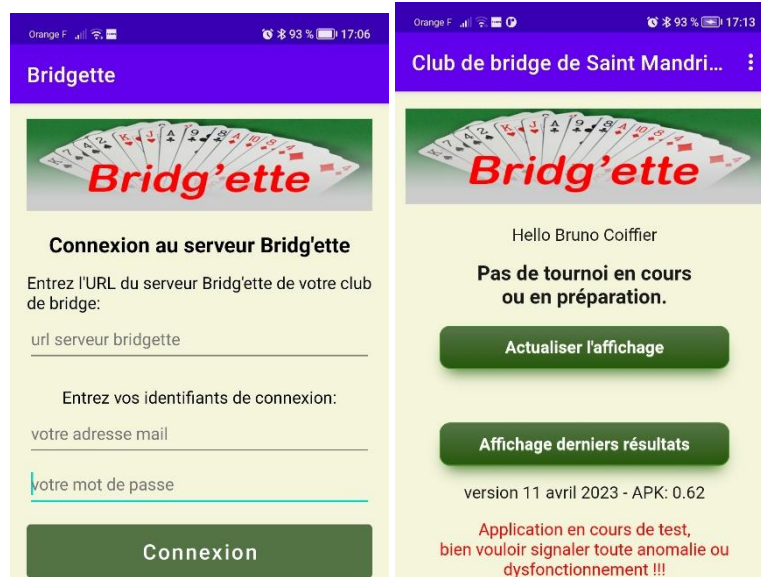 Orange F 93 % 17:06
Bridgette
Bridg'ette
Connexion au serveur Bridg'ette
Entrez l'URL du serveur Bridg'ette de votre club
de bridge:
url serveur bridgette
Entrez vos identifiants de connexion:
votre adresse mail
votre mot de passe
Connexion
Orange F 93 % 17:13
Club de bridge de Saint Mandri...
Bridg'ette
Hello Bruno Coiffier
Pas de tournoi en cours
ou en préparation.
Actualiser l'affichage
Affichage derniers résultats
version 11 avril 2023 - APK: 0.62
Application en cours de test,
bien vouloir signaler toute anomalie ou
dysfonctionnement !!!